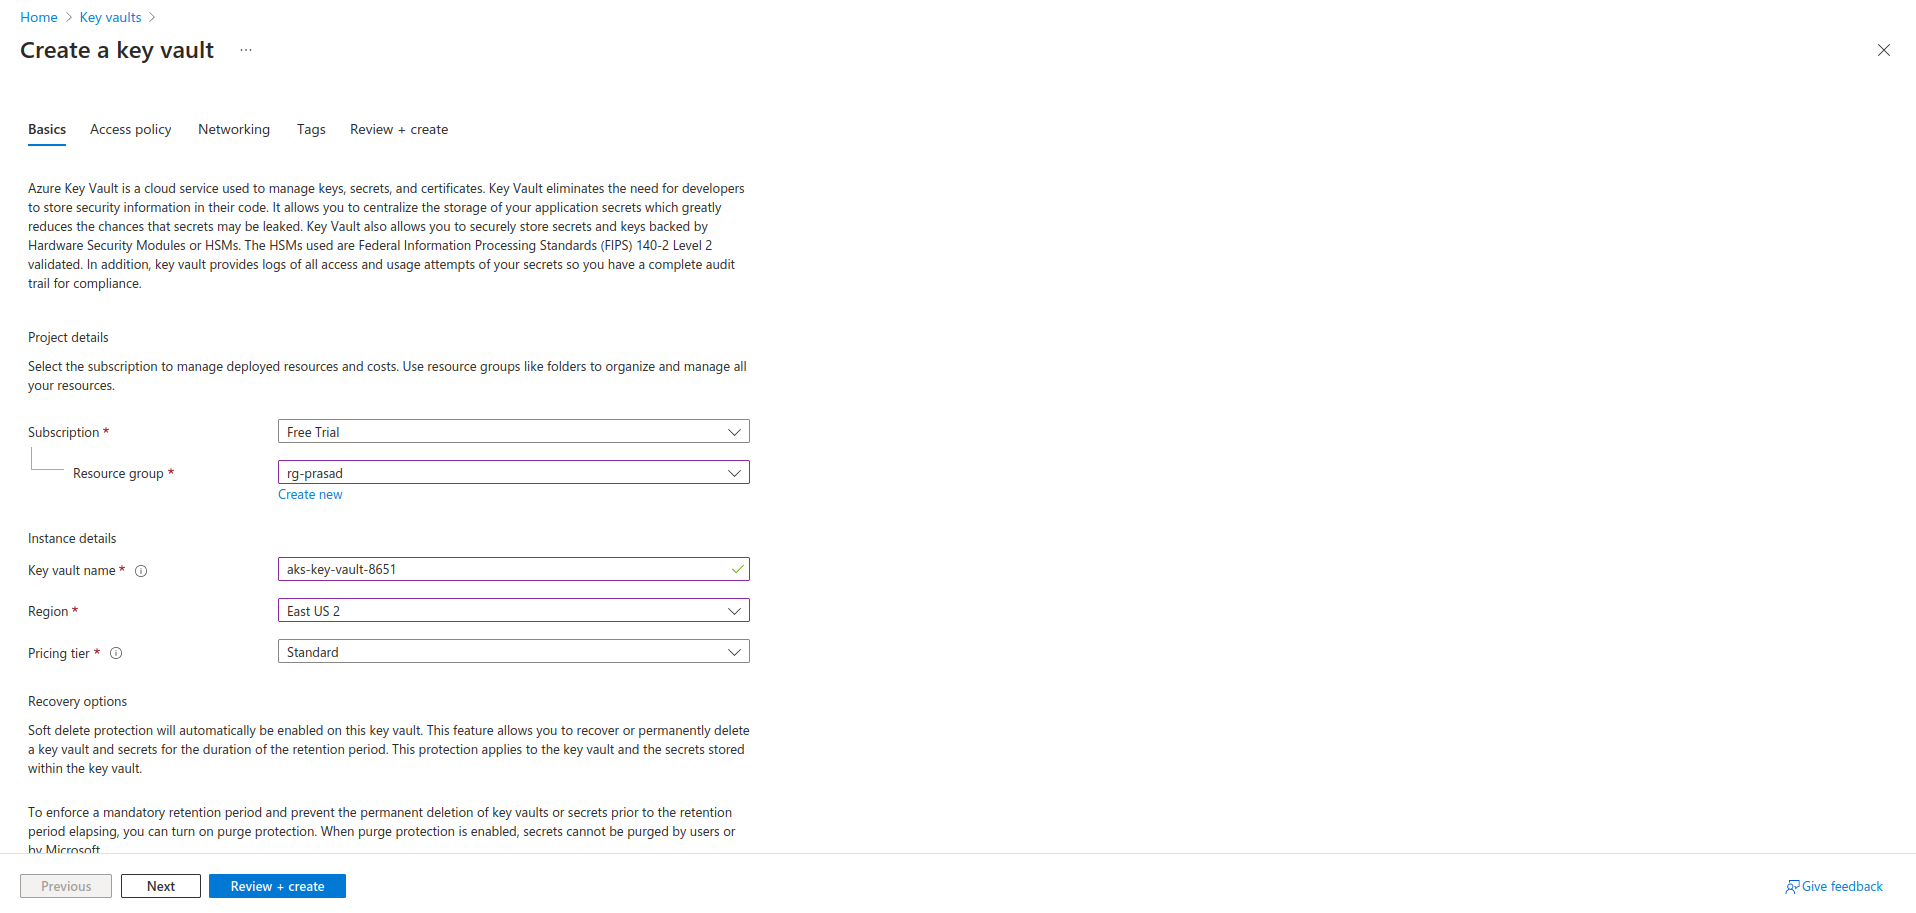 Home > Key vaults >
Create a key vault ...
Basics Access policy Networking Tags Review + create
Azure Key Vault is a cloud service used to manage keys, secrets, and certificates. Key Vault eliminates the need for developers
to store security information in their code. It allows you to centralize the storage of your application secrets which greatly
reduces the chances that secrets may be leaked. Key Vault also allows you to securely store secrets and keys backed by
Hardware Security Modules or HSMs. The HSMs used are Federal Information Processing Standards (FIPS) 140-2 Level 2
validated. In addition, key vault provides logs of all access and usage attempts of your secrets so you have a complete audit
trail for compliance.
Project details
Select the subscription to manage deployed resources and costs. Use resource groups like folders to organize and manage all
your resources.
Subscription * Free Trial
Resource group * rg-prasad
Create new
Instance details
Key vault name * aks-key-vault-8651
Region * East US 2
Pricing tier * Standard
Recovery options
Soft delete protection will automatically be enabled on this key vault. This feature allows you to recover or permanently delete
a key vault and secrets for the duration of the retention period. This protection applies to the key vault and the secrets stored
within the key vault.
To enforce a mandatory retention period and prevent the permanent deletion of key vaults or secrets prior to the retention
period elapsing, you can turn on purge protection. When purge protection is enabled, secrets cannot be purged by users or
by Microsoft.
Previous Next Review + create Give feedback